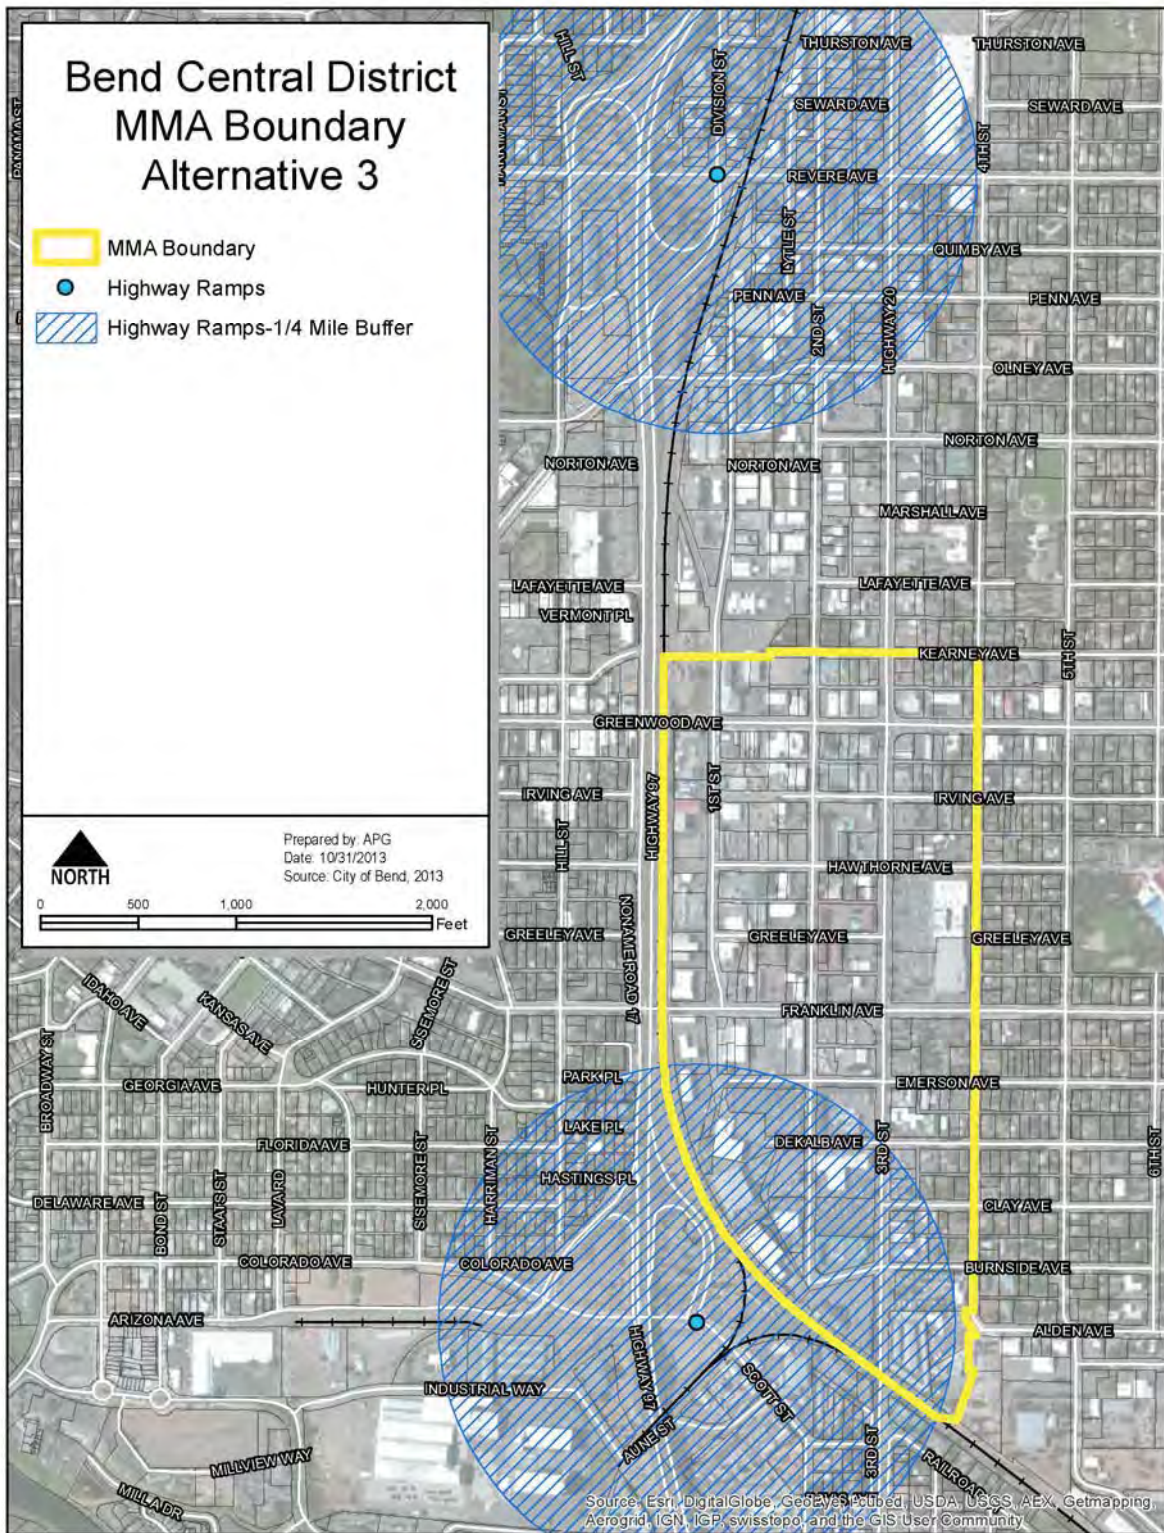 Bend Central District
MMA Boundary
Alternative 3
MMA Boundary
Highway Ramps
Highway Ramps-1/4 Mile Buffer
NORTH
Prepared by: APG
Date: 10/31/2013
Source: City of Bend, 2013
0 500 1,000 2,000
Feet
PANAMA ST
HILL ST
DIVISION ST
THURSTON AVE
THURSTON AVE
SEWARD AVE
SEWARD AVE
4TH ST
REVERE AVE
LYTLE ST
QUIMBY AVE
PENN AVE
PENN AVE
2ND ST
HIGHWAY 20
OLNEY AVE
NORTON AVE
NORTON AVE
NORTON AVE
MARSHALL AVE
LAFAYETTE AVE
LAFAYETTE AVE
VERMONT PL
KEARNEY AVE
5TH ST
GREENWOOD AVE
1ST ST
IRVING AVE
IRVING AVE
HIGHWAY 97
HILL ST
HAWTHORNE AVE
NONAME ROAD 17
GREELEY AVE
GREELEY AVE
GREELEY AVE
IDAHO AVE
KANSAS AVE
SISEMORE ST
FRANKLIN AVE
BROADWAY ST
GEORGIA AVE
HUNTER PL
PARK PL
EMERSON AVE
FLORIDA AVE
LAKE PL
DEKALB AVE
3RD ST
6TH ST
HARRIMAN ST
HASTINGS PL
DELAWARE AVE
BOND ST
STAATS ST
LAVA RD
SISEMORE ST
CLAY AVE
COLORADO AVE
COLORADO AVE
BURNSIDE AVE
ARIZONA AVE
ALDEN AVE
HIGHWAY 97
INDUSTRIAL WAY
SCOTT ST
AUNE ST
3RD ST
RAILROAD
MILLVIEW WAY
MILL A DR
Source: Esri, DigitalGlobe, GeoEye, i-cubed, USDA, USGS, AEX, Getmapping,
Aerogrid, IGN, IGP, swisstopo, and the GIS User Community